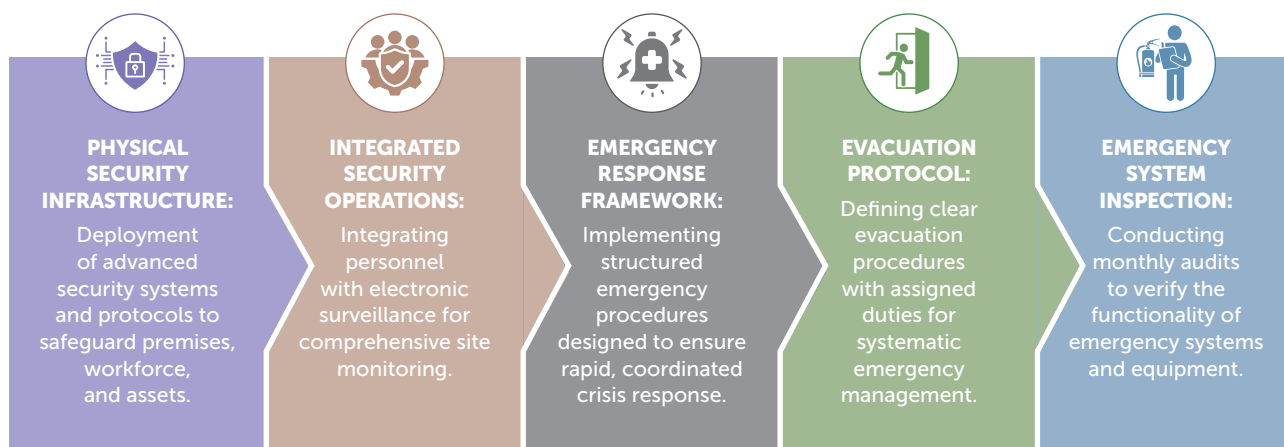 PHYSICAL
SECURITY
INFRASTRUCTURE:
Deployment
of advanced
security systems
and protocols to
safeguard premises,
workforce,
and assets.
INTEGRATED
SECURITY
OPERATIONS:
Integrating
personnel
with electronic
surveillance for
comprehensive site
monitoring.
EMERGENCY
RESPONSE
FRAMEWORK:
Implementing
structured
emergency
procedures
designed to ensure
rapid, coordinated
crisis response.
EVACUATION
PROTOCOL:
Defining clear
evacuation
procedures
with assigned
duties for
systematic
emergency
management.
EMERGENCY
SYSTEM
INSPECTION:
Conducting
monthly audits
to verify the
functionality of
emergency systems
and equipment.